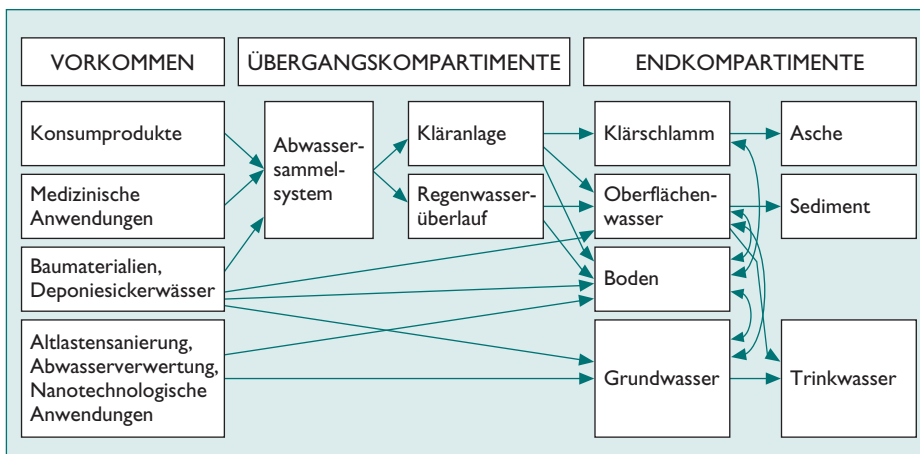 VORKOMMEN
ÜBERGANGSKOMPARTIMENTE
ENDKOMPARTIMENTE
Konsumprodukte
Medizinische
Anwendungen
Baumaterialien,
Deponiesickerwässer
Altlastensanierung,
Abwasserverwertung,
Nanotechnologische
Anwendungen
Abwasser-
sammel-
system
Kläranlage
Regenwasser-
überlauf
Klärschlamm
Oberflächen-
wasser
Boden
Grundwasser
Asche
Sediment
Trinkwasser